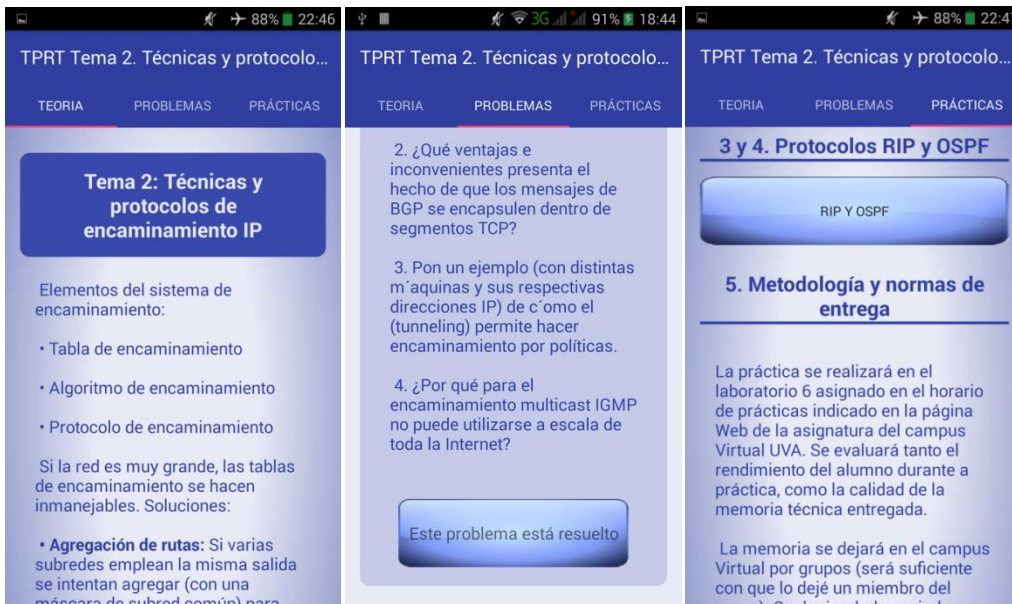 88% 22:46
TPRT Tema 2. Técnicas y protocolo...
TEORIA PROBLEMAS PRÁCTICAS
Tema 2: Técnicas y
protocolos de
encaminamiento IP
Elementos del sistema de
encaminamiento:
• Tabla de encaminamiento
• Algoritmo de encaminamiento
• Protocolo de encaminamiento
Si la red es muy grande, las tablas
de encaminamiento se hacen
inmanejables. Soluciones:
• Agregación de rutas: Si varias
subredes emplean la misma salida
se intentan agregar (con una
máscara de subred común) para
3G 91% 18:44
TPRT Tema 2. Técnicas y protocolo...
TEORIA PROBLEMAS PRÁCTICAS
2. ¿Qué ventajas e
inconvenientes presenta el
hecho de que los mensajes de
BGP se encapsulen dentro de
segmentos TCP?
3. Pon un ejemplo (con distintas
m´aquinas y sus respectivas
direcciones IP) de c´omo el
(tunneling) permite hacer
encaminamiento por políticas.
4. ¿Por qué para el
encaminamiento multicast IGMP
no puede utilizarse a escala de
toda la Internet?
Este problema está resuelto
88% 22:4
TPRT Tema 2. Técnicas y protocolo...
TEORIA PROBLEMAS PRÁCTICAS
3 y 4. Protocolos RIP y OSPF
RIP Y OSPF
5. Metodología y normas de
entrega
La práctica se realizará en el
laboratorio 6 asignado en el horario
de prácticas indicado en la página
Web de la asignatura del campus
Virtual UVA. Se evaluará tanto el
rendimiento del alumno durante a
práctica, como la calidad de la
memoria técnica entregada.
La memoria se dejará en el campus
Virtual por grupos (será suficiente
con que lo dejé un miembro del